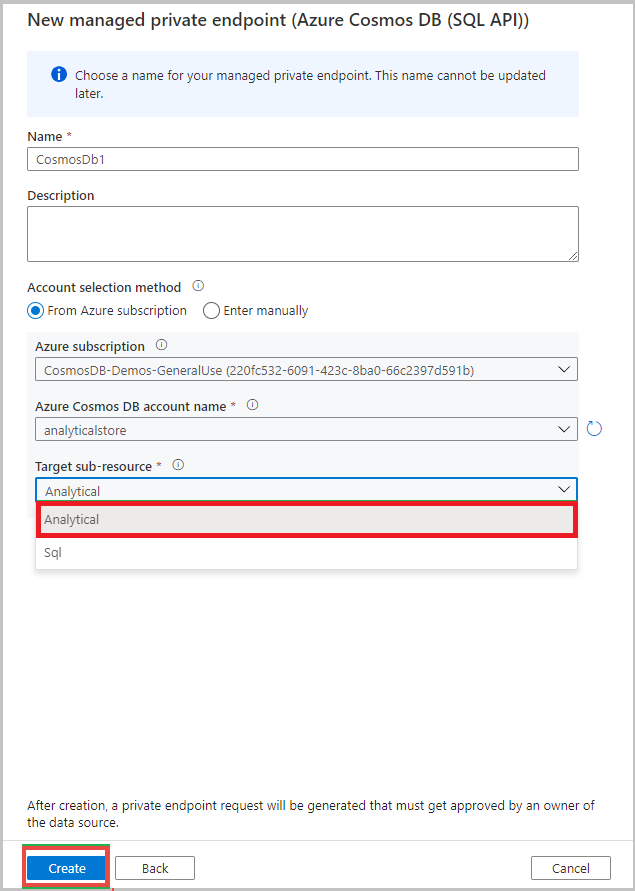 New managed private endpoint (Azure Cosmos DB (SQL API))
Choose a name for your managed private endpoint. This name cannot be updated
later.
Name *
CosmosDb1
Description
Account selection method
From Azure subscription Enter manually
Azure subscription
CosmosDB-Demos-GeneralUse (220fc532-6091-423c-8ba0-66c2397d591b)
Azure Cosmos DB account name *
analyticalstore
Target sub-resource *
Analytical
Analytical
Sql
After creation, a private endpoint request will be generated that must get approved by an owner of
the data source.
Create Back Cancel